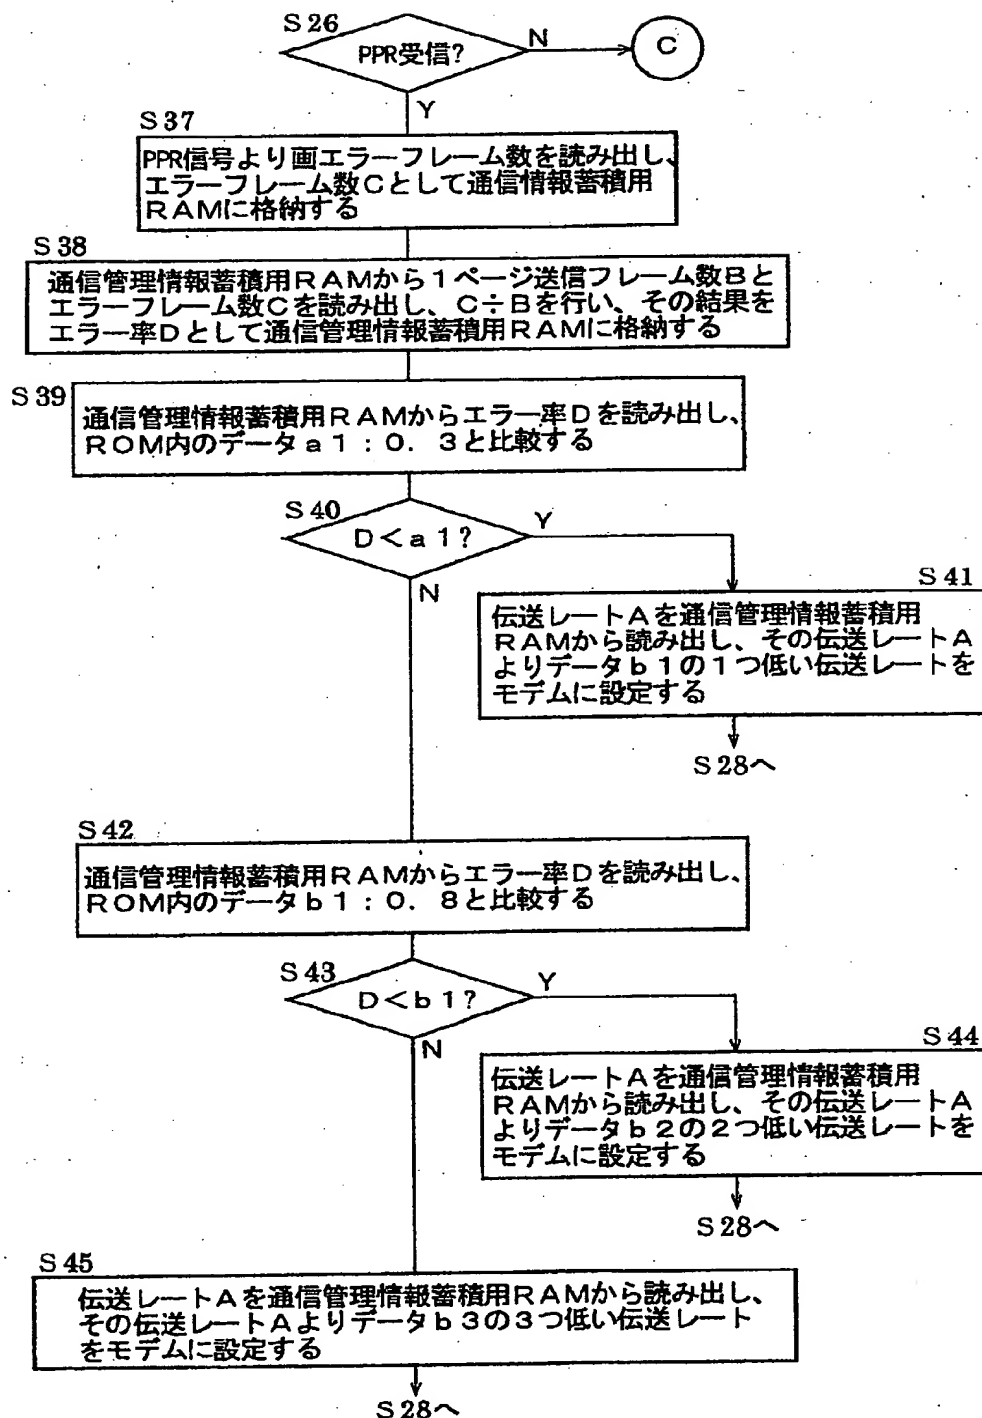 S26
PPR受信?
N
C
Y
S37
PPR信号より画エラーフレーム数を読み出し、
エラーフレーム数Cとして通信情報蓄積用
RAMに格納する
S38
通信管理情報蓄積用RAMから1ページ送信フレーム数Bと
エラーフレーム数Cを読み出し、C÷Bを行い、その結果を
エラー率Dとして通信管理情報蓄積用RAMに格納する
S39
通信管理情報蓄積用RAMからエラー率Dを読み出し、
ROM内のデータa1:0.3と比較する
S40
D<a1?
Y
N
S41
伝送レートAを通信管理情報蓄積用
RAMから読み出し、その伝送レートA
よりデータb1の1つ低い伝送レートを
モデムに設定する
S28へ
S42
通信管理情報蓄積用RAMからエラー率Dを読み出し、
ROM内のデータb1:0.8と比較する
S43
D<b1?
Y
N
S44
伝送レートAを通信管理情報蓄積用
RAMから読み出し、その伝送レートA
よりデータb2の2つ低い伝送レートを
モデムに設定する
S28へ
S45
伝送レートAを通信管理情報蓄積用RAMから読み出し、
その伝送レートAよりデータb3の3つ低い伝送レート
をモデムに設定する
S28へ